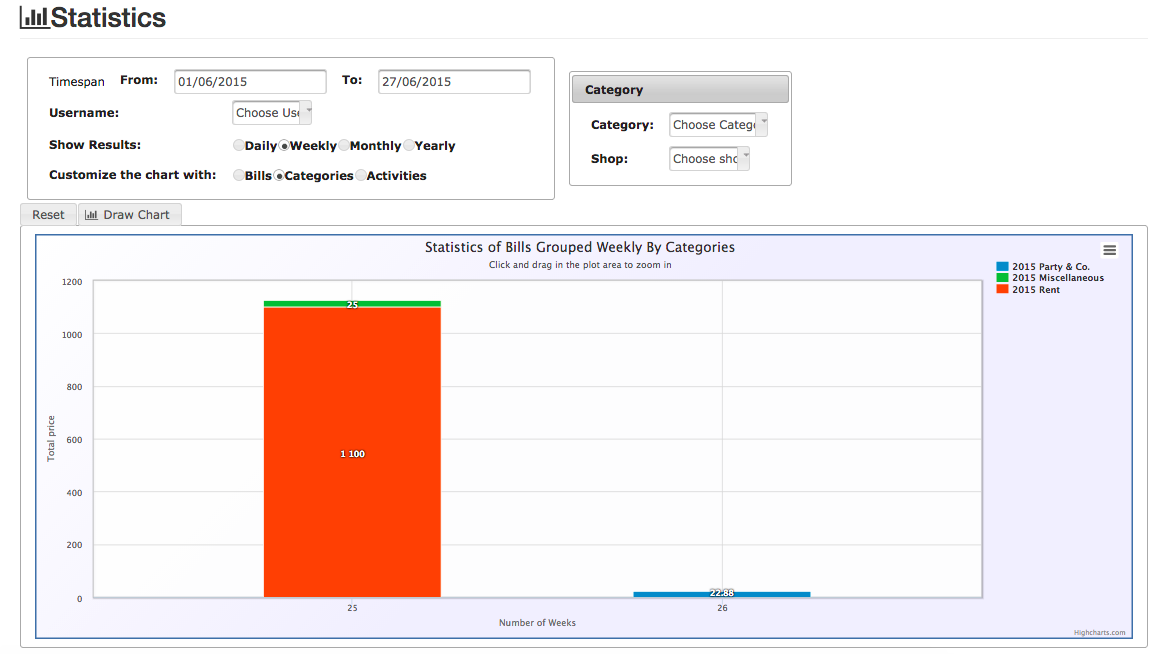 Statistics
Timespan From: 01/06/2015 To: 27/06/2015
Username: Choose Use
Show Results: Daily Weekly Monthly Yearly
Customize the chart with: Bills Categories Activities
Category
Category: Choose Catego
Shop: Choose sho
Reset Draw Chart
Statistics of Bills Grouped Weekly By Categories
Click and drag in the plot area to zoom in
2015 Party & Co.
2015 Miscellaneous
2015 Rent
Total price
1200
1000
800
600
400
200
0
25
1 100
22.88
25 26
Number of Weeks
Highcharts.com